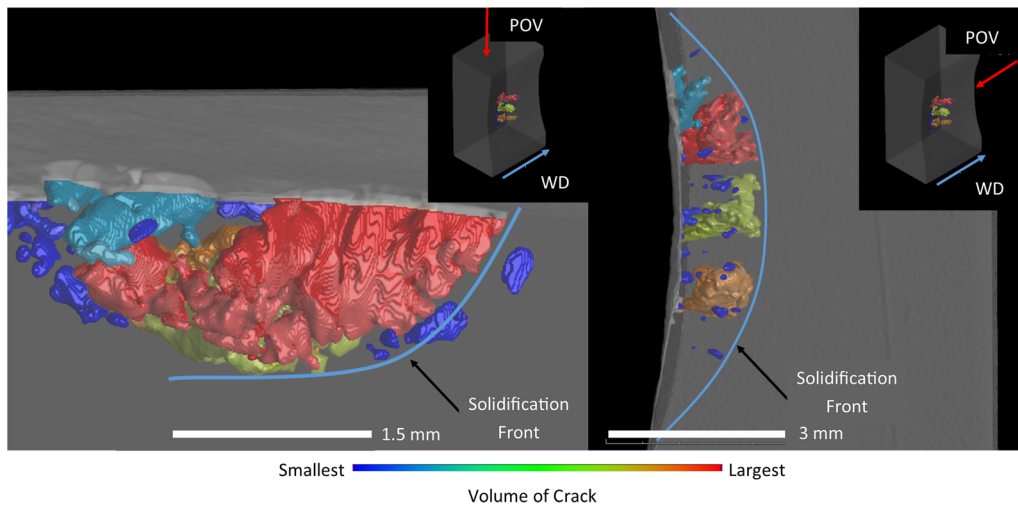 POV
WD
Solidification
Front
1.5 mm
POV
WD
Solidification
Front
3 mm
Smallest
Largest
Volume of Crack